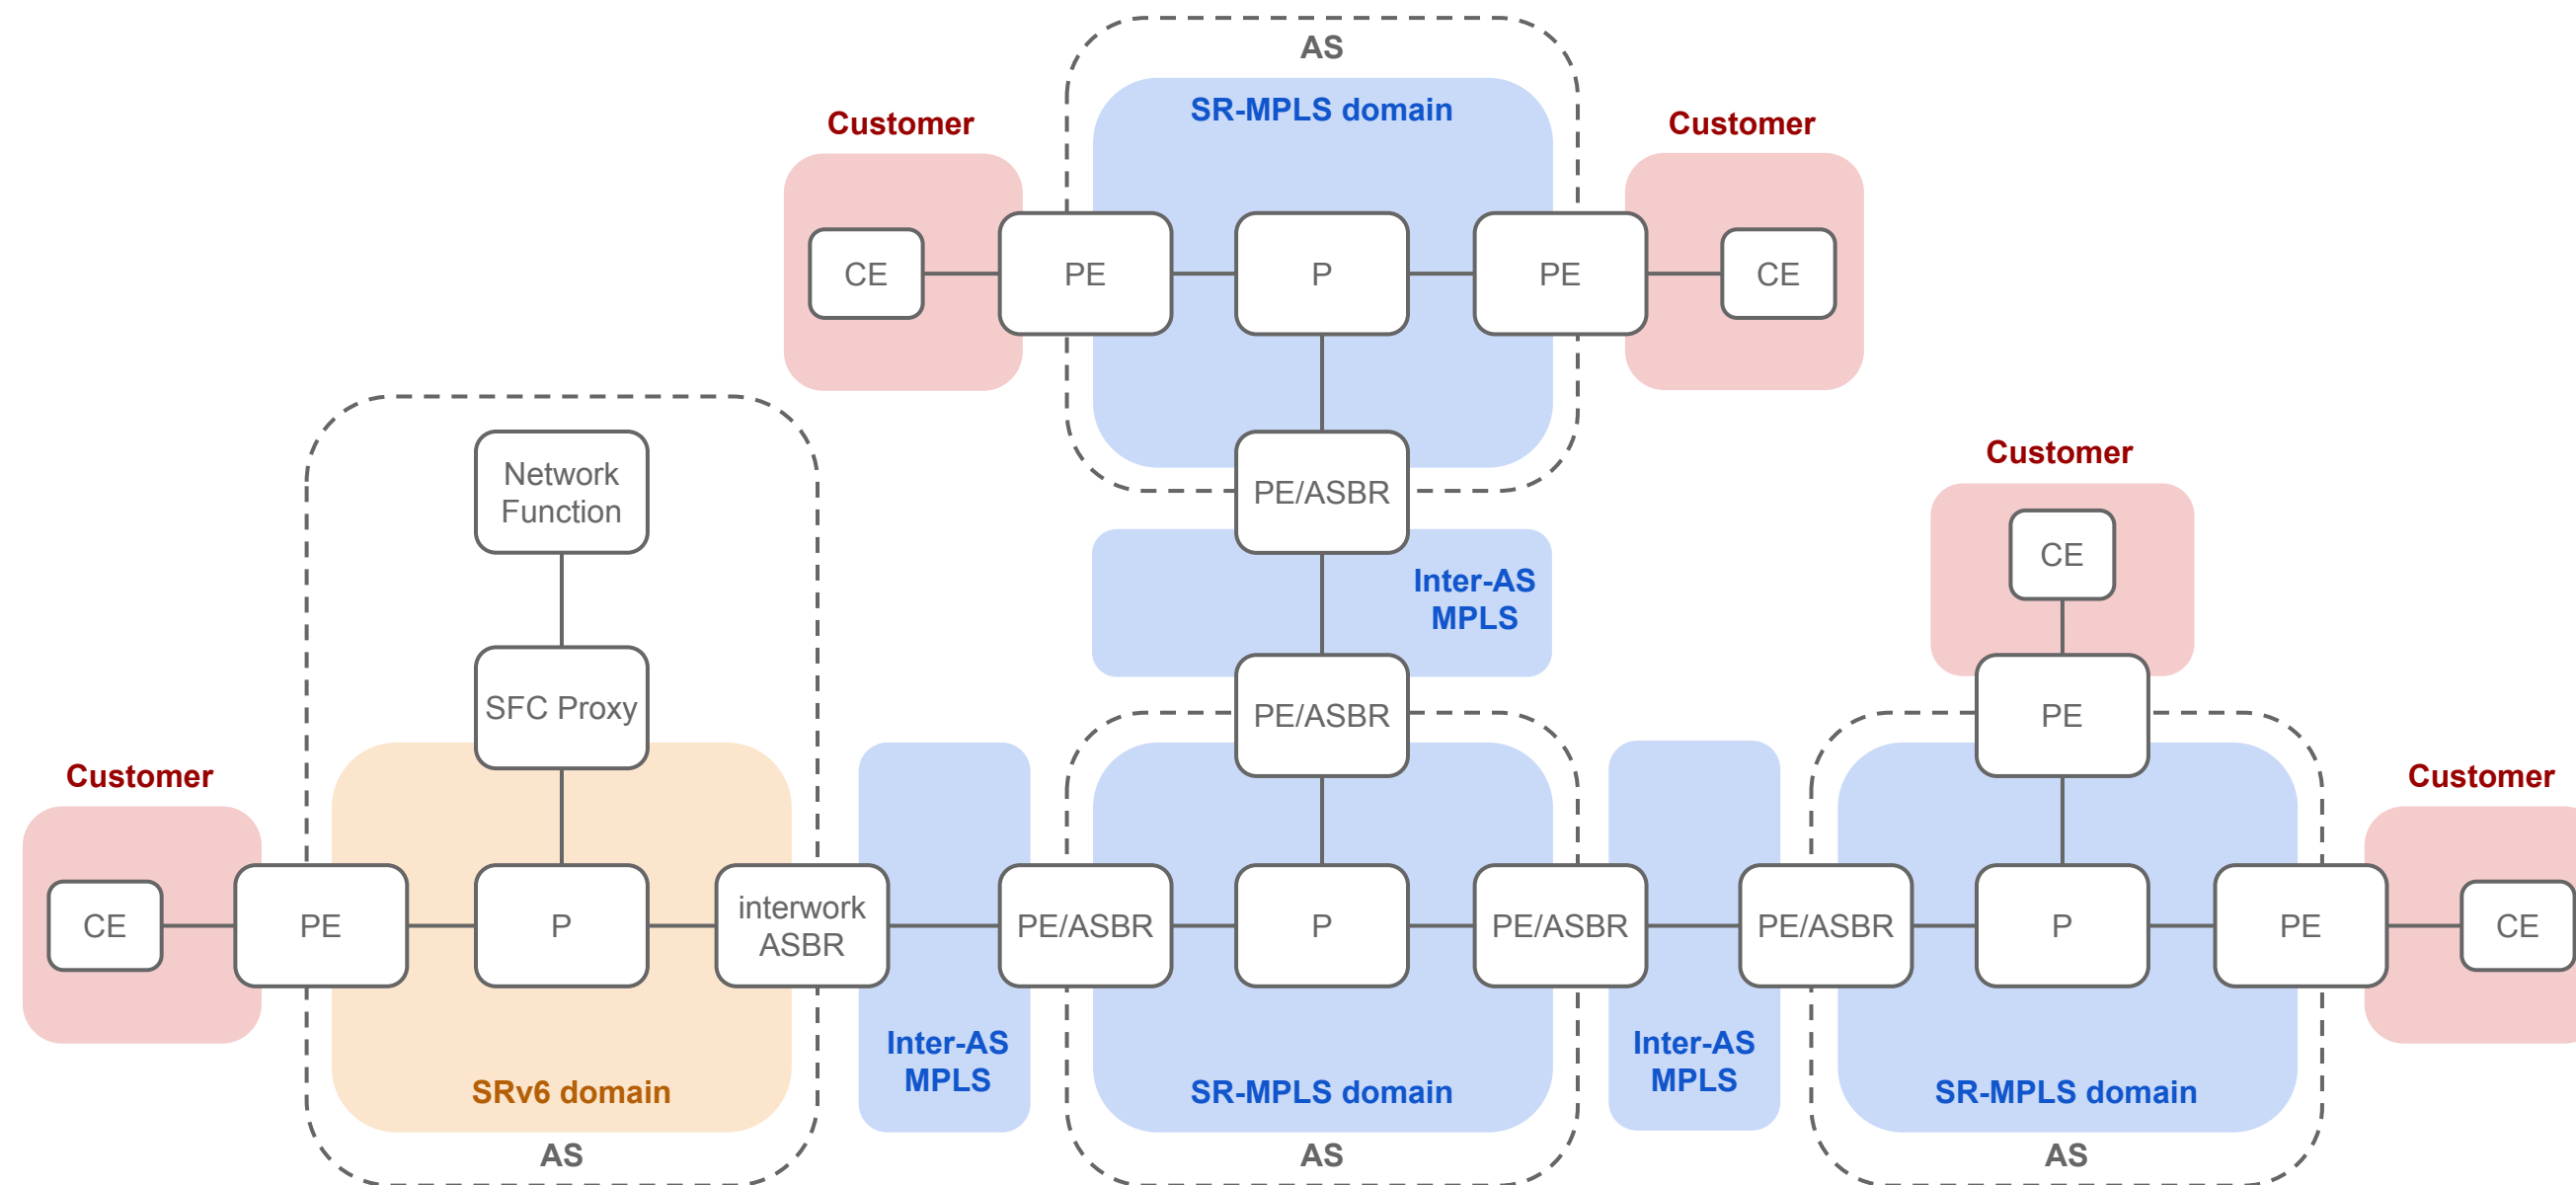 AS
SR-MPLS domain
Customer
Customer
CE
PE
P
PE
CE
Network
Function
PE/ASBR
Customer
CE
Inter-AS
MPLS
SFC Proxy
PE/ASBR
PE
Customer
Customer
CE
PE
P
interwork
ASBR
PE/ASBR
P
PE/ASBR
PE/ASBR
P
PE
CE
Inter-AS
MPLS
Inter-AS
MPLS
SRv6 domain
SR-MPLS domain
SR-MPLS domain
AS
AS
AS